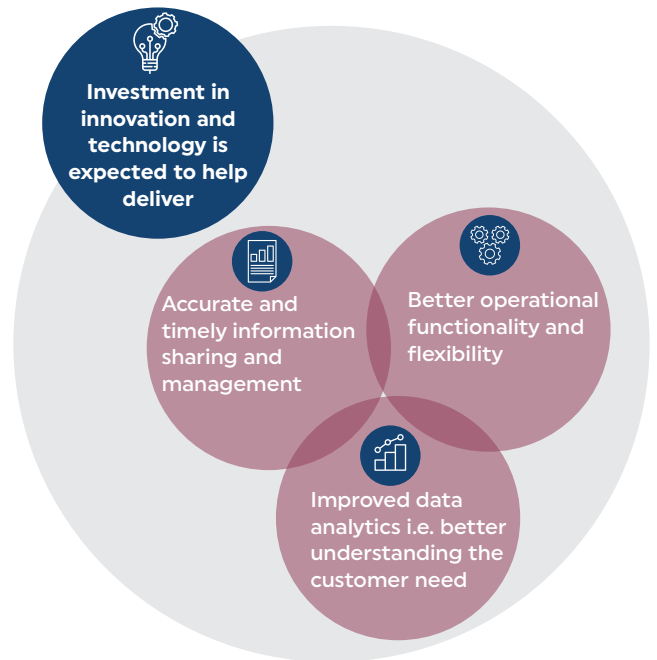 Investment in
innovation and
technology is
expected to help
deliver
Accurate and
timely information
sharing and
management
Better operational
functionality and
flexibility
Improved data
analytics i.e. better
understanding the
customer need